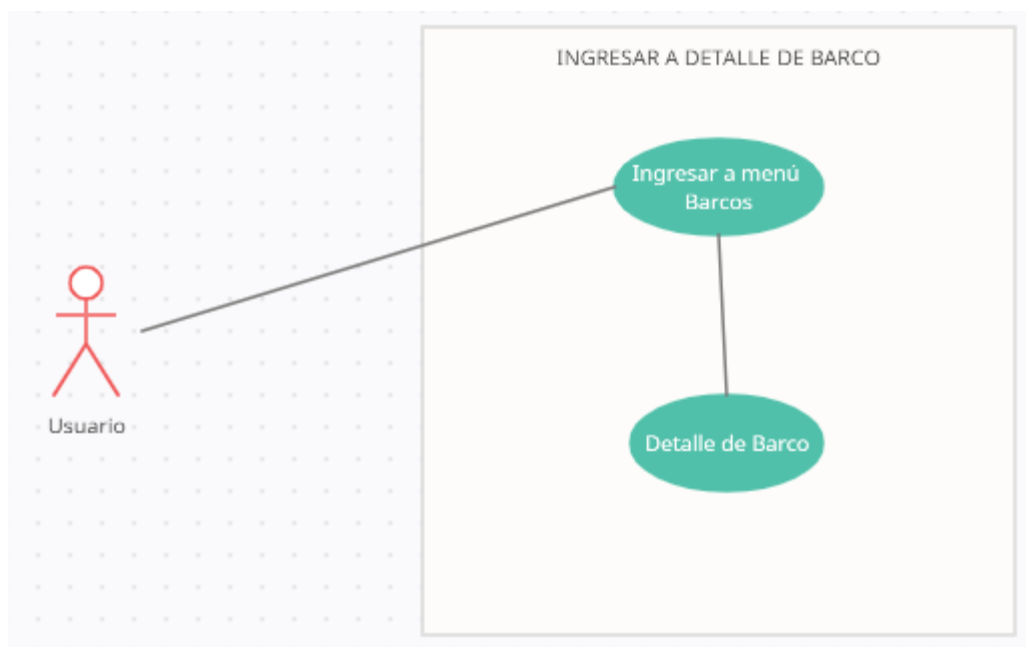 INGRESAR A DETALLE DE BARCO
Ingresar a menú
Barcos
Usuario
Detalle de Barco